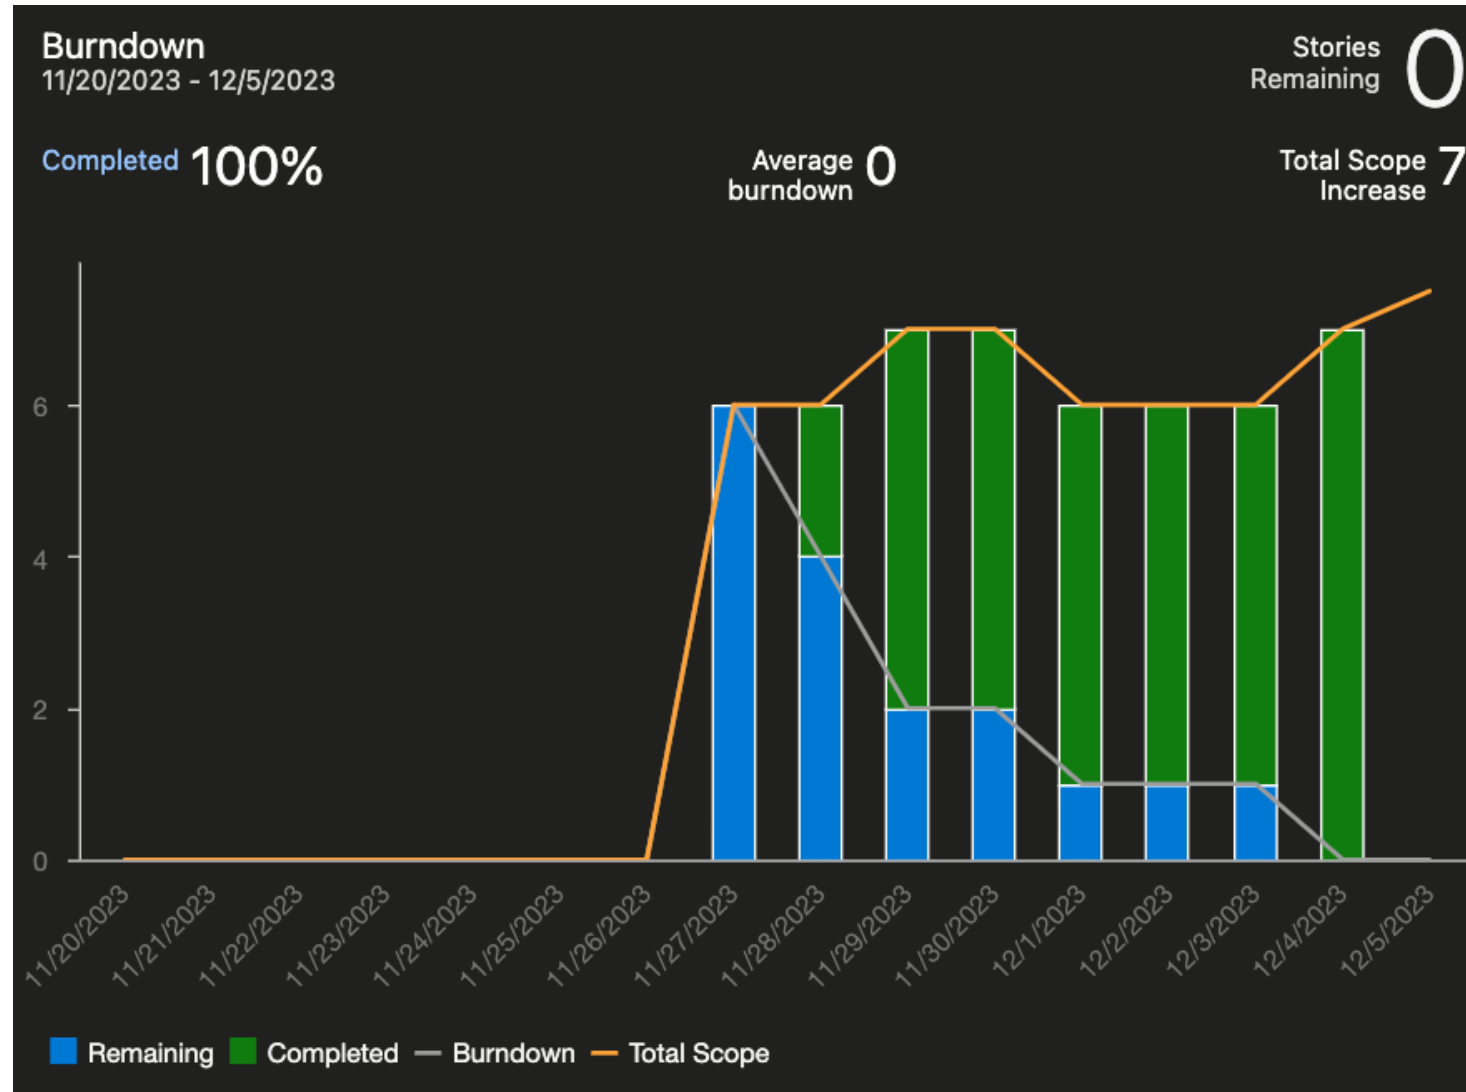 Burndown
11/20/2023 - 12/5/2023
Stories
Remaining
0
Completed 100%
Average
burndown
0
Total Scope
Increase
7
6
4
2
0
11/20/2023
11/21/2023
11/22/2023
11/23/2023
11/24/2023
11/25/2023
11/26/2023
11/27/2023
11/28/2023
11/29/2023
11/30/2023
12/1/2023
12/2/2023
12/3/2023
12/4/2023
12/5/2023
Remaining Completed Burndown Total Scope